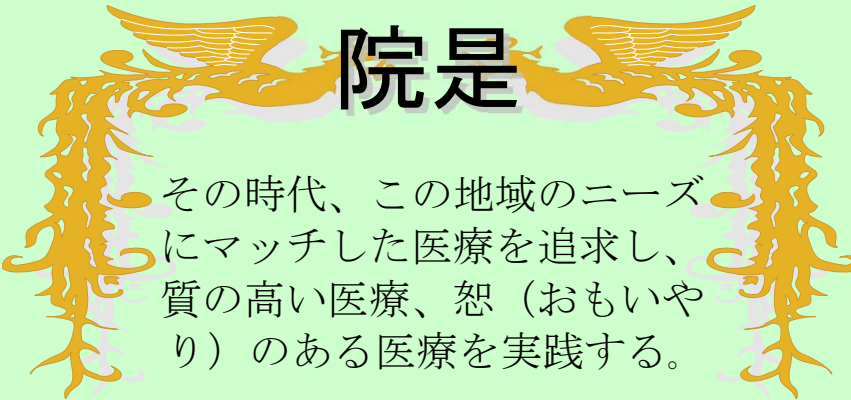 院是
その時代、この地域のニーズ
にマッチした医療を追求し、
質の高い医療、恕（おもいや
り）のある医療を実践する。